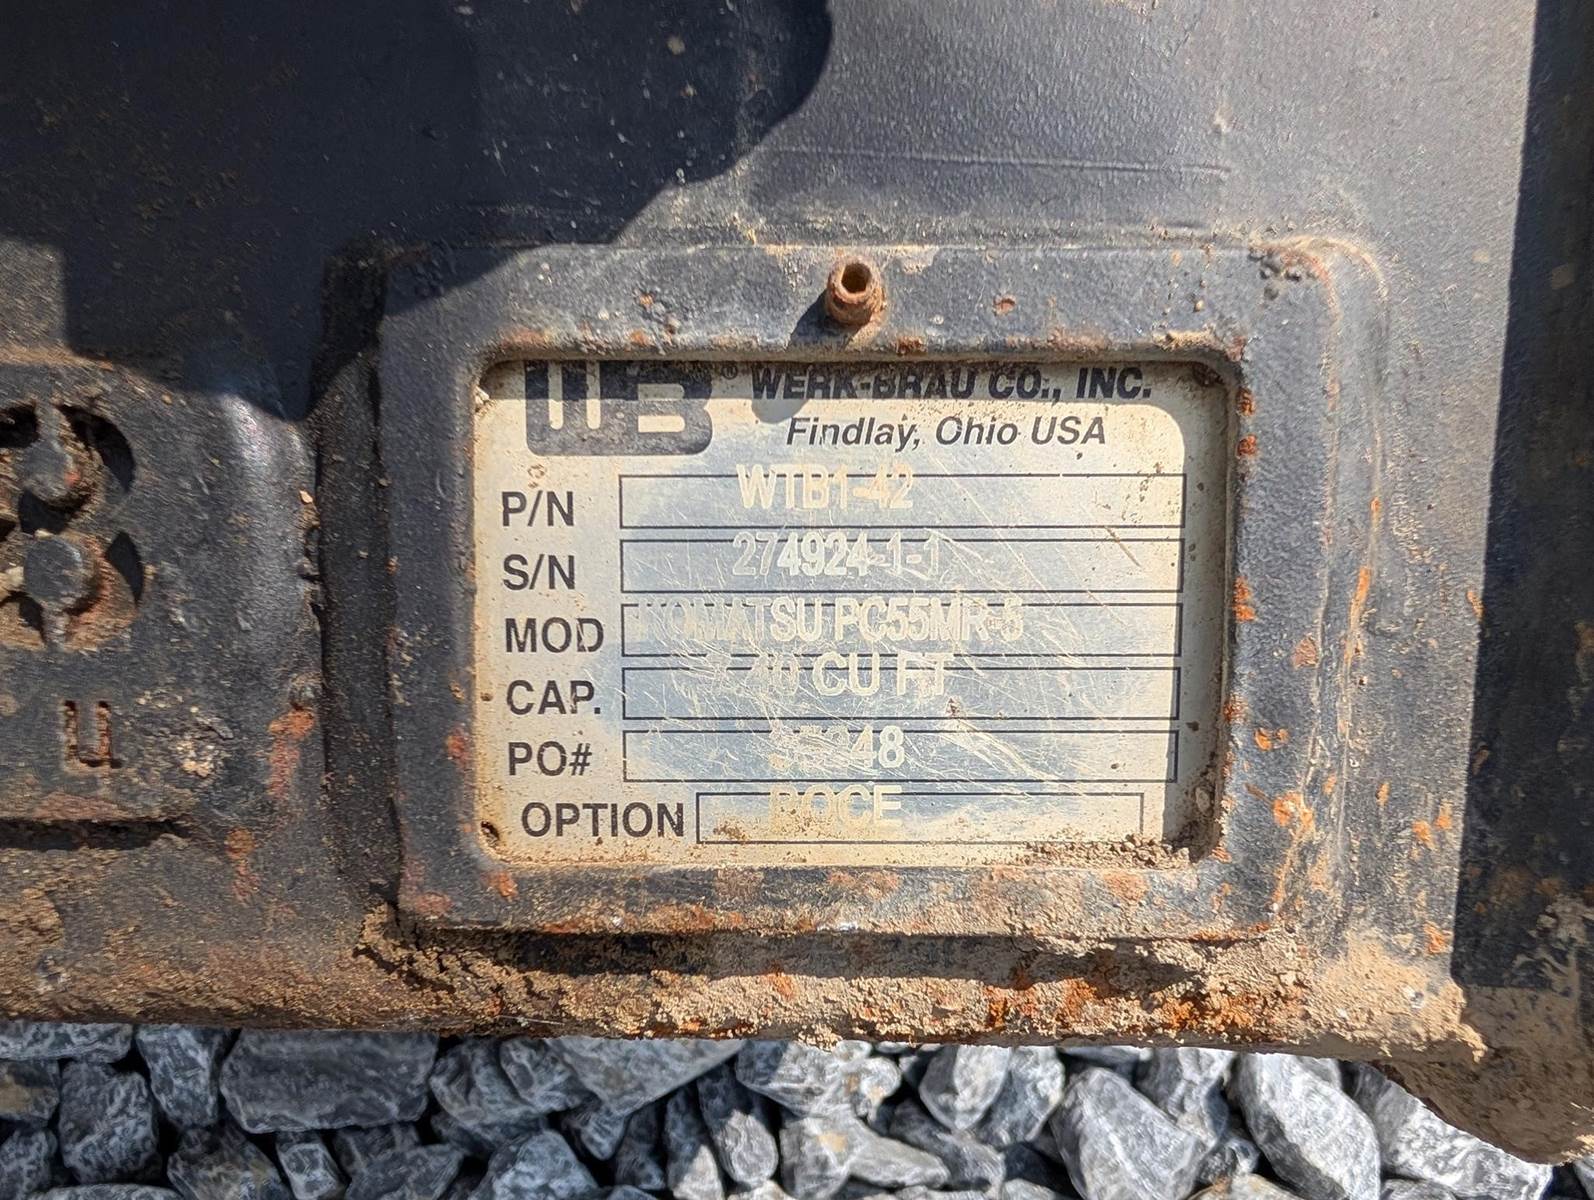 WB® WERK-BRAU CO., INC.
Findlay, Ohio USA
P/N WTB1-42
S/N 274924-1-1
MOD KOMATSU PC55MR-5
CAP. CU FT
PO#
OPTION